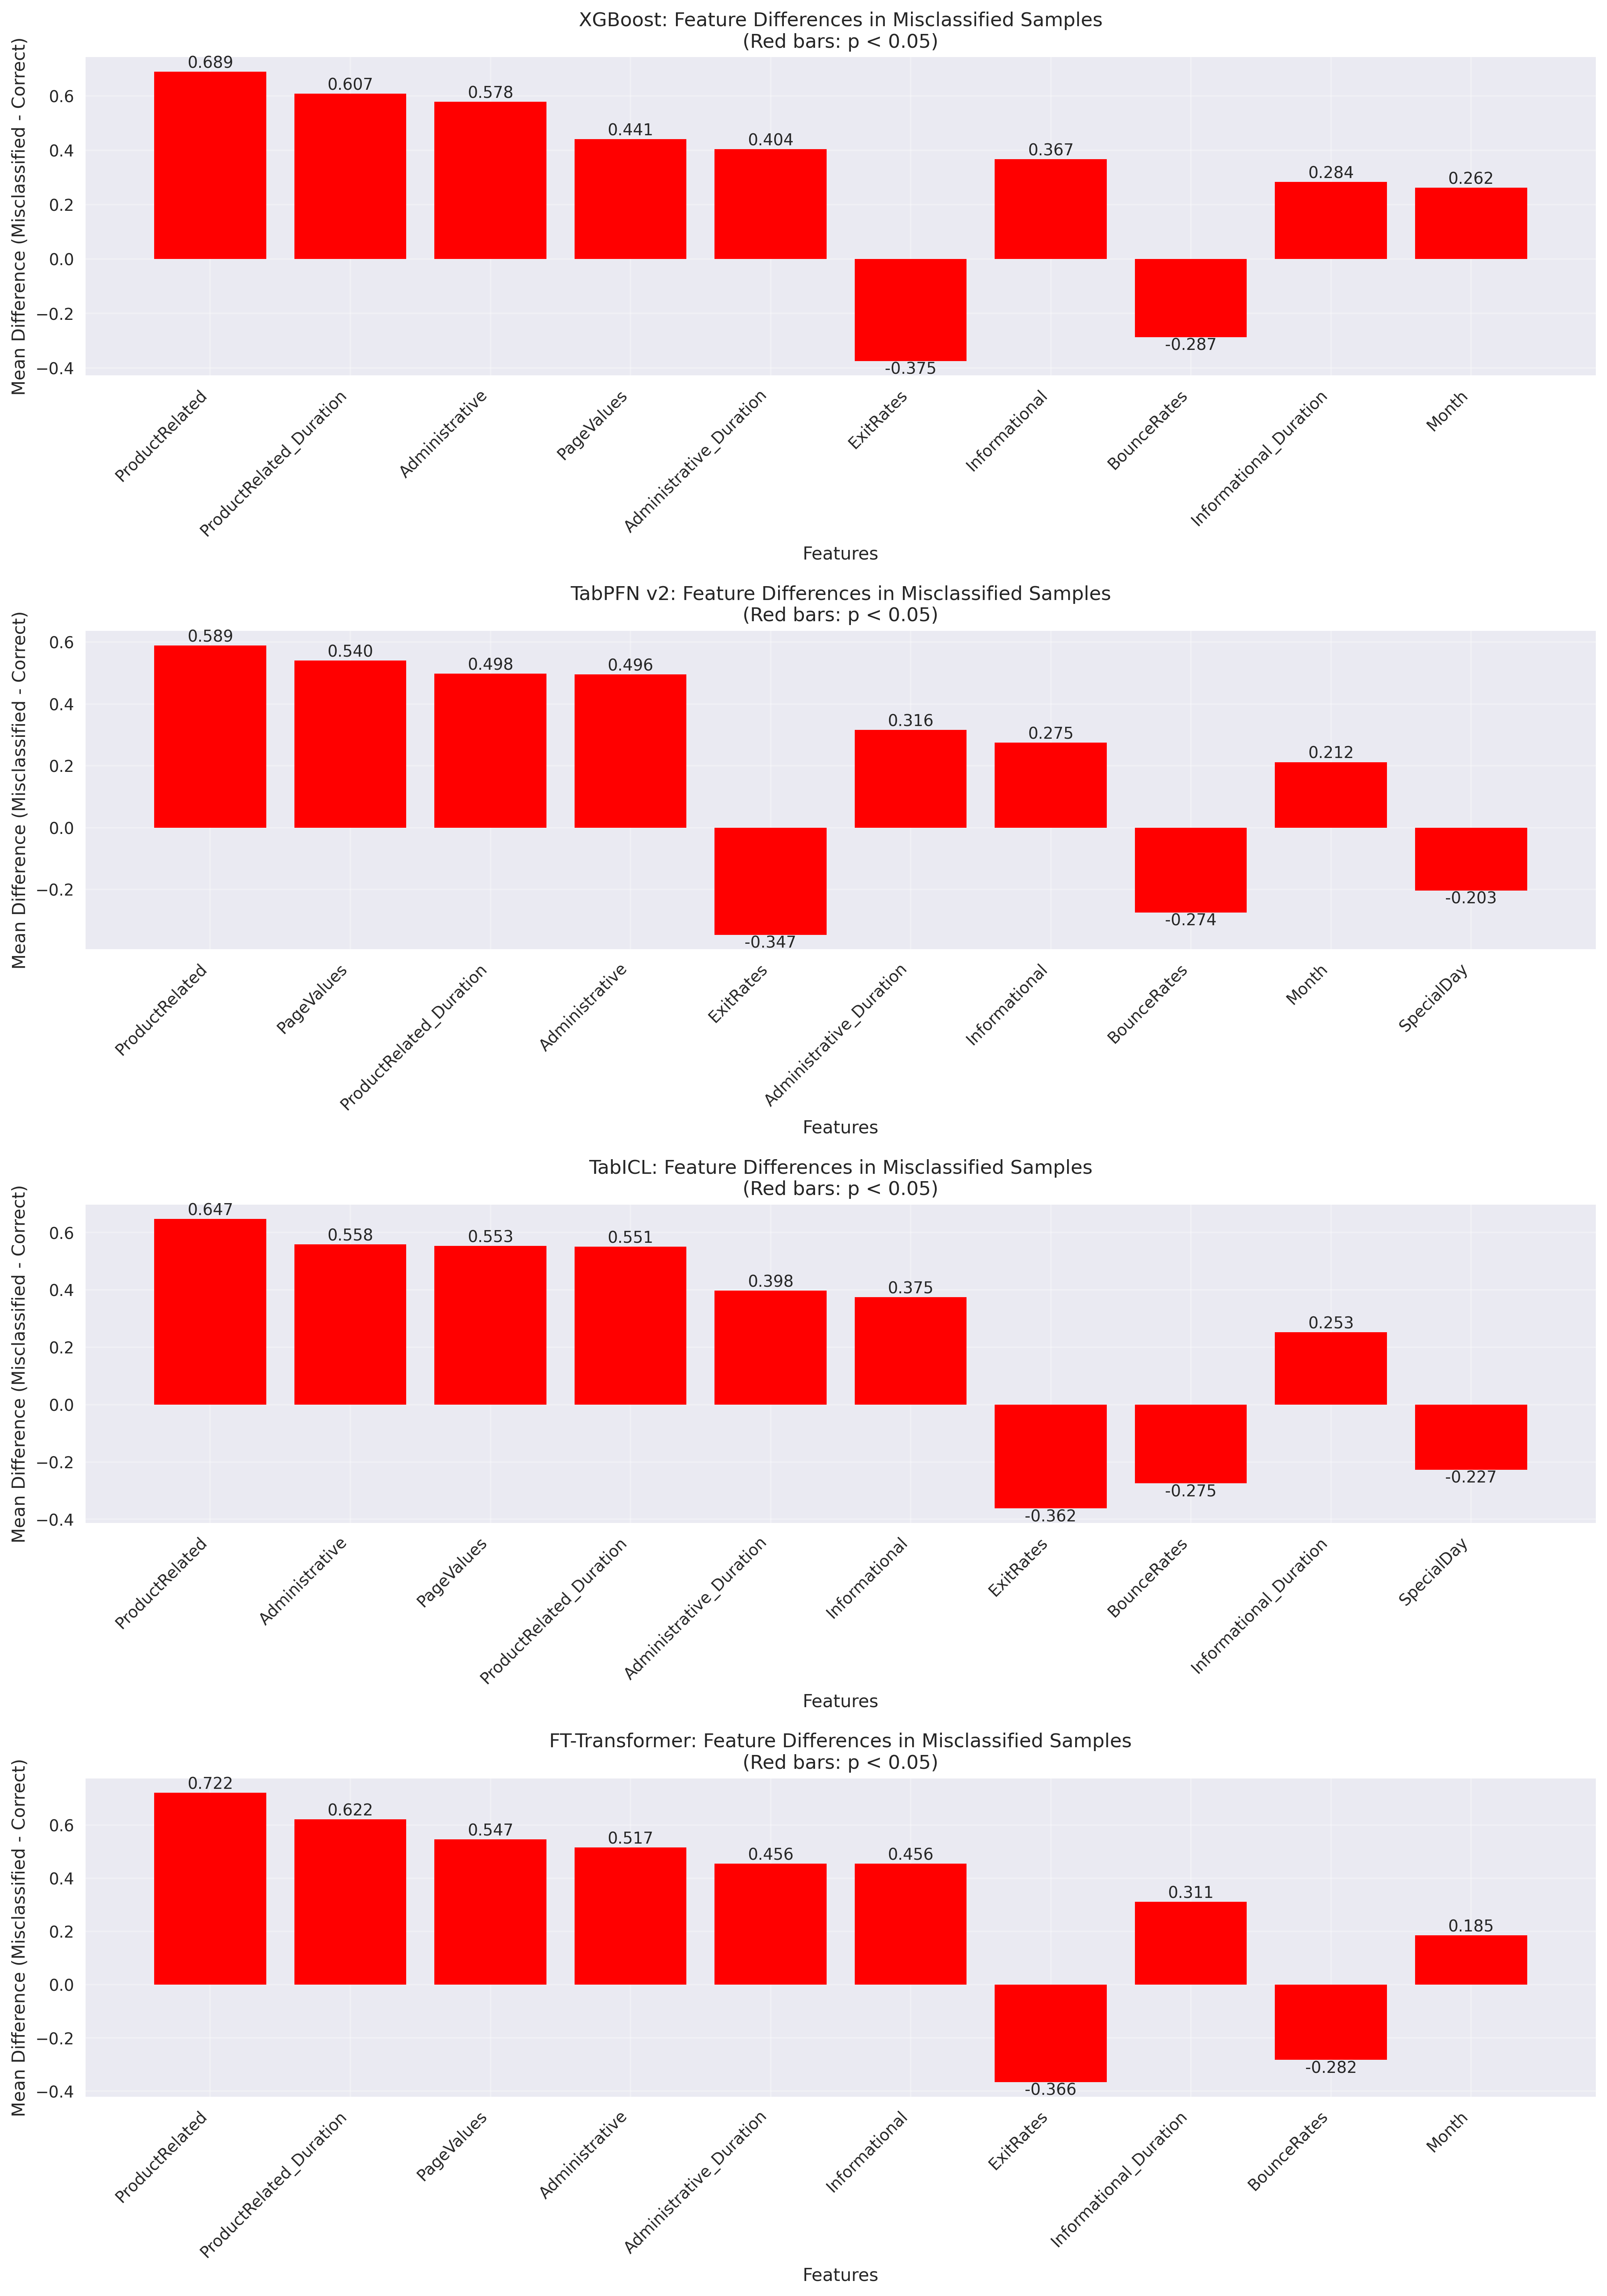 XGBoost: Feature Differences in Misclassified Samples
(Red bars: p < 0.05)
Mean Difference (Misclassified - Correct)
0.6
0.4
0.2
0.0
−0.2
−0.4
0.689
0.607
0.578
0.441
0.404
-0.375
0.367
-0.287
0.284
0.262
ProductRelated
ProductRelated_Duration
Administrative
PageValues
Administrative_Duration
ExitRates
Informational
BounceRates
Informational_Duration
Month
Features
TabPFN v2: Feature Differences in Misclassified Samples
(Red bars: p < 0.05)
Mean Difference (Misclassified - Correct)
0.6
0.4
0.2
0.0
−0.2
0.589
0.540
0.498
0.496
-0.347
0.316
0.275
-0.274
0.212
-0.203
ProductRelated
PageValues
ProductRelated_Duration
Administrative
ExitRates
Administrative_Duration
Informational
BounceRates
Month
SpecialDay
Features
TabICL: Feature Differences in Misclassified Samples
(Red bars: p < 0.05)
Mean Difference (Misclassified - Correct)
0.6
0.4
0.2
0.0
−0.2
−0.4
0.647
0.558
0.553
0.551
0.398
0.375
-0.362
-0.275
0.253
-0.227
ProductRelated
Administrative
PageValues
ProductRelated_Duration
Administrative_Duration
Informational
ExitRates
BounceRates
Informational_Duration
SpecialDay
Features
FT-Transformer: Feature Differences in Misclassified Samples
(Red bars: p < 0.05)
Mean Difference (Misclassified - Correct)
0.6
0.4
0.2
0.0
−0.2
−0.4
0.722
0.622
0.547
0.517
0.456
0.456
-0.366
0.311
-0.282
0.185
ProductRelated
ProductRelated_Duration
PageValues
Administrative
Administrative_Duration
Informational
ExitRates
Informational_Duration
BounceRates
Month
Features